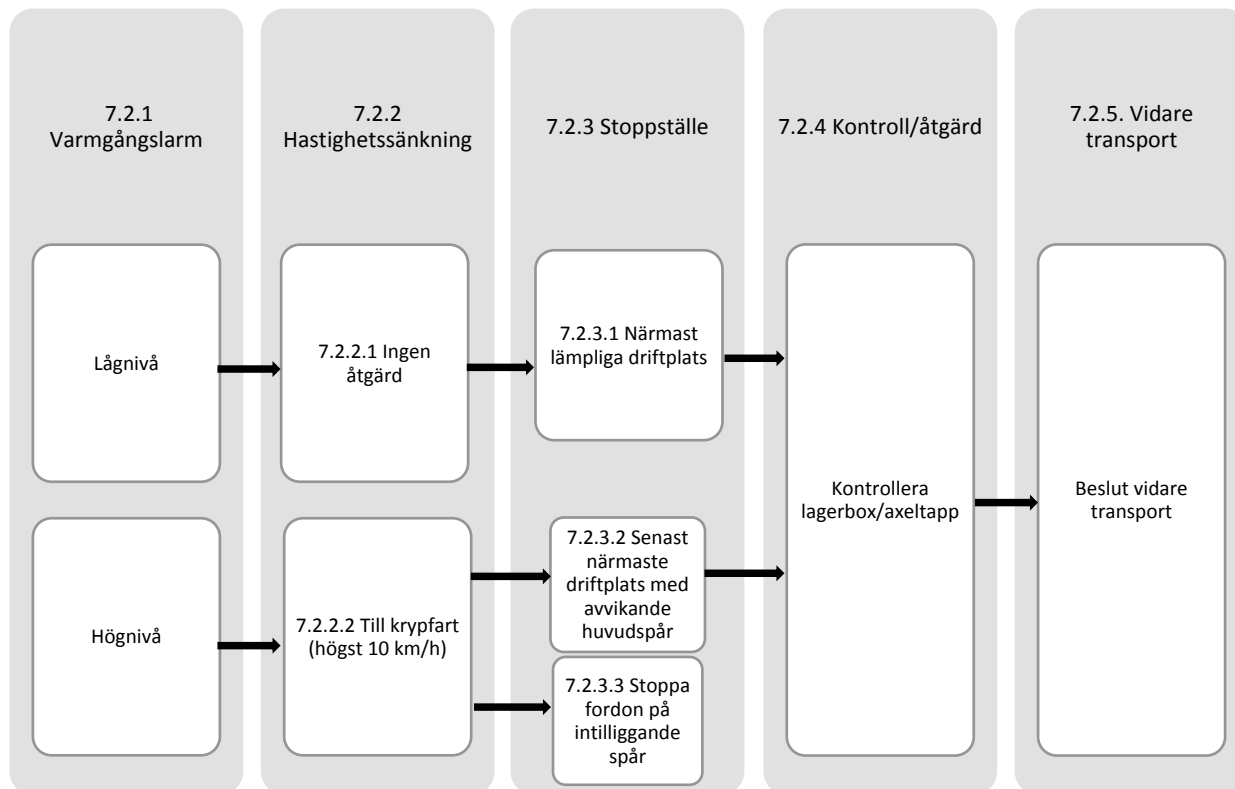 7.2.1
Varmgångslarm
7.2.2
Hastighetssänkning
7.2.3 Stoppställe
7.2.4 Kontroll/åtgärd
7.2.5. Vidare
transport
Lågnivå
7.2.2.1 Ingen
åtgärd
7.2.3.1 Närmast
lämpliga driftplats
Kontrollera
lagerbox/axeltapp
Beslut vidare
transport
Högnivå
7.2.2.2 Till krypfart
(högst 10 km/h)
7.2.3.2 Senast
närmaste
driftplats med
avvikande
huvudspår
7.2.3.3 Stoppa
fordon på
intilliggande
spår